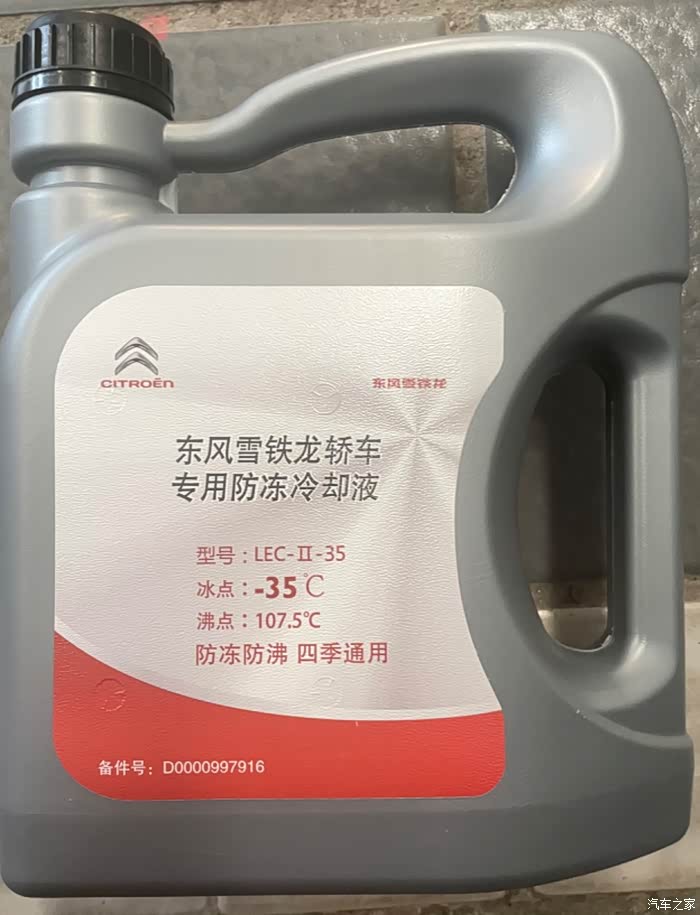 CITROËN
东风雪铁龙
东风雪铁龙轿车
专用防冻冷却液
型号：LEC-Ⅱ-35
冰点：-35℃
沸点：107.5℃
防冻防沸 四季通用
备件号：D0000997916
汽车之家